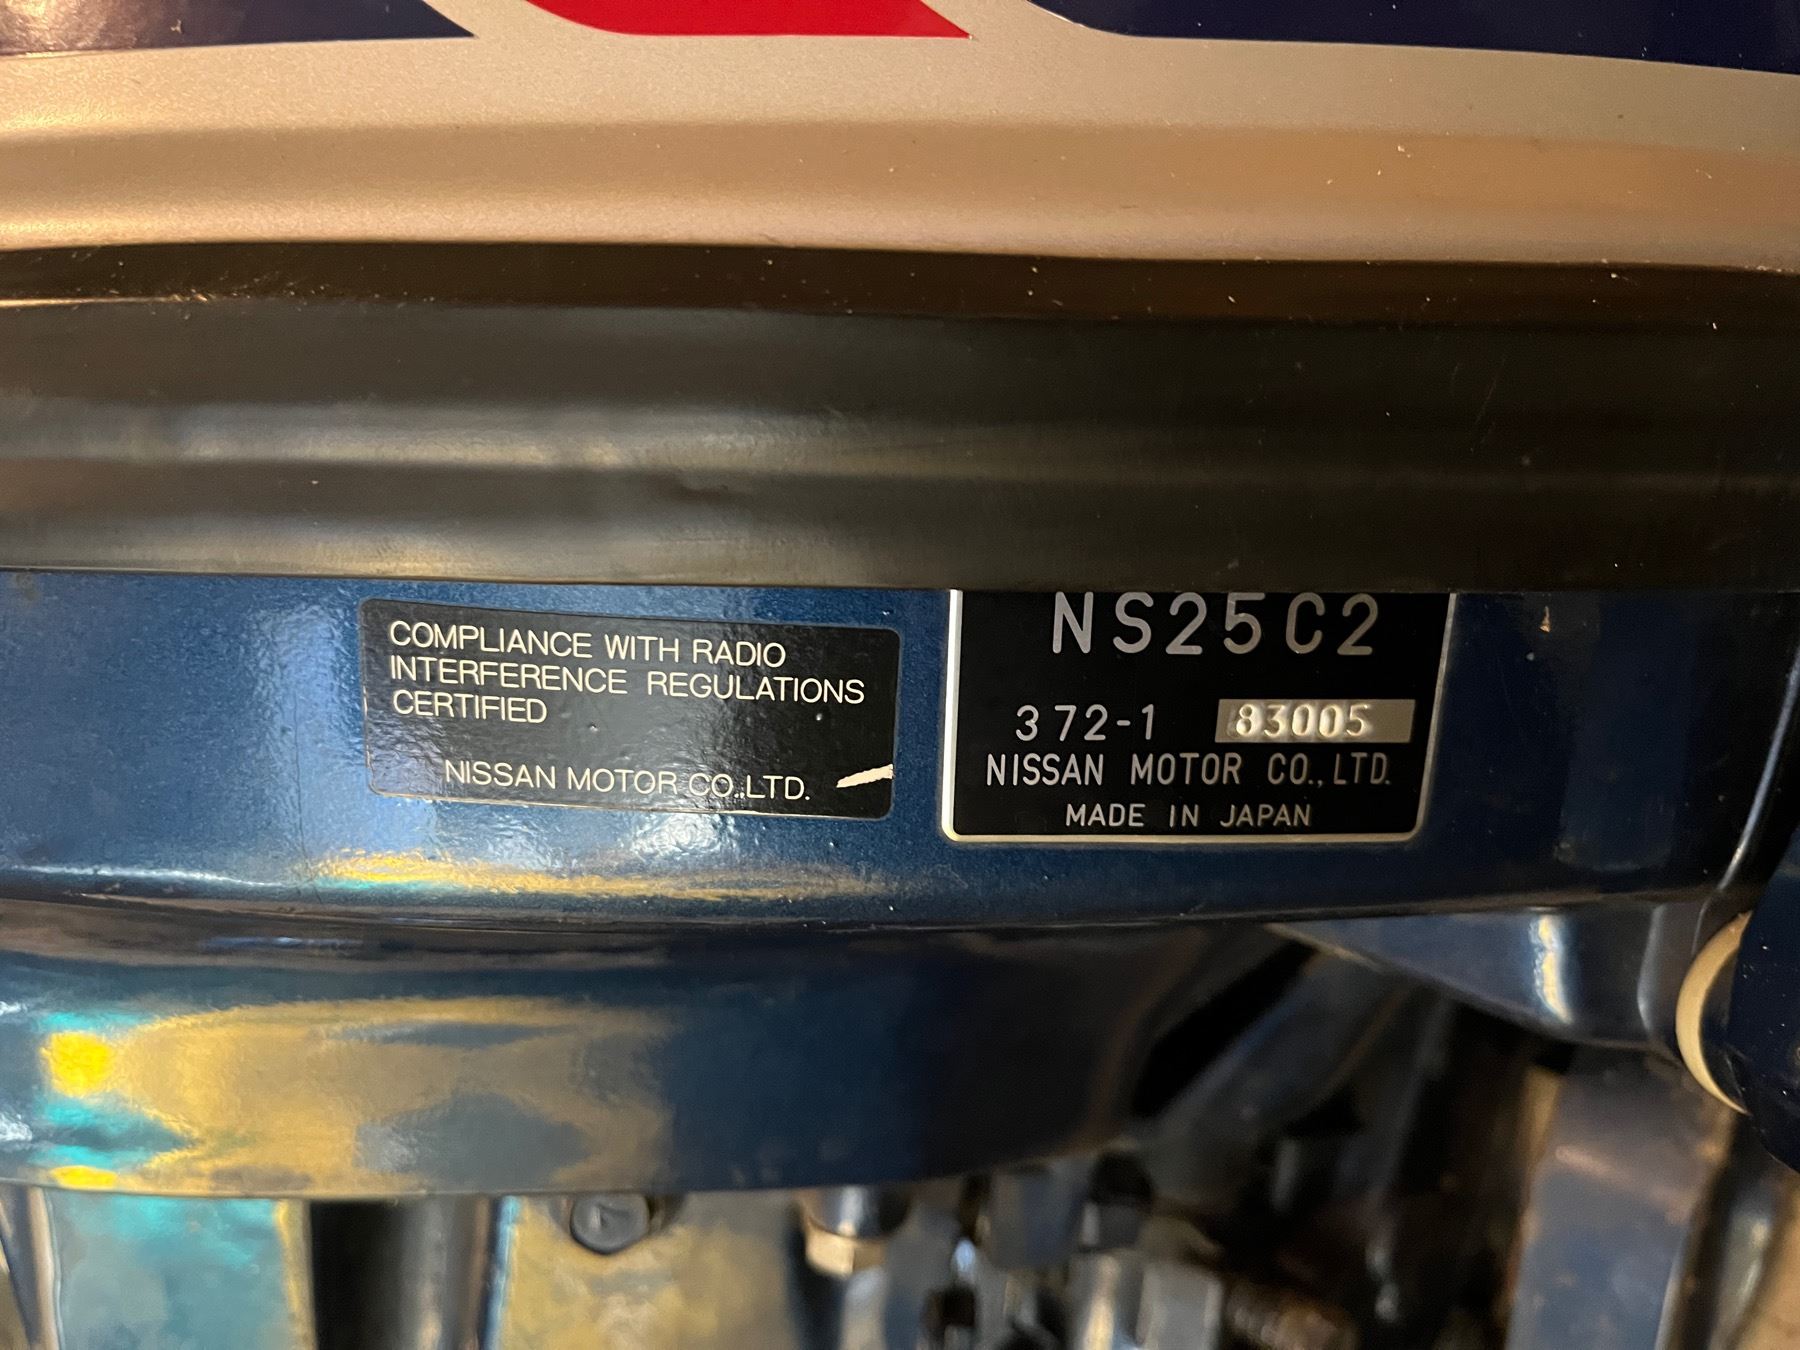 COMPLIANCE WITH RADIO
INTERFERENCE REGULATIONS
CERTIFIED
NISSAN MOTOR CO.,LTD.
NS25C2
372-1 83005
NISSAN MOTOR CO., LTD.
MADE IN JAPAN